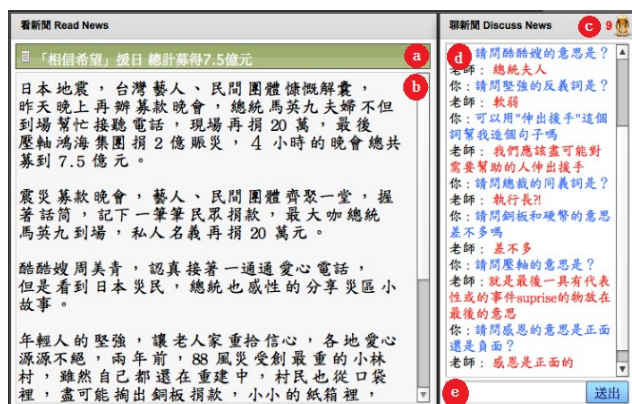 看新聞 Read News
「相信希望」援日 總計募得7.5億元
a
日本地震，台灣藝人、民間團體慷慨解囊，
昨天晚上再辦募款晚會，總統馬英九夫婦不但
到場幫忙接聽電話，現場再捐 20 萬，最後
壓軸鴻海集團捐 2 億賑災，4 小時的晚會總共
募到 7.5 億元。
b
震災募款晚會，藝人、民間團體齊聚一堂，握
著話筒，記下一筆筆民眾捐款，最大咖總統
馬英九到場，私人名義再捐 20 萬元。
酷酷嫂周美青，認真接著一通通愛心電話，
但是看到日本災民，總統也感性的分享災區小
故事。
年輕人的堅強，讓老人家重拾信心，各地愛心
源源不絕，兩年前，88 風災受創最重的小林
村，雖然自己都還在重建中，村民也從口袋
裡，盡可能掏出銅板捐款，小小的紙箱裡，
聊新聞 Discuss News
c
9
d
請問酷酷嫂的意思是？
老師：總統夫人
你：請問堅強的反義詞是？
老師：軟弱
你：可以用"伸出援手"這個
詞幫我造個句子嗎
老師：我們應該盡可能對
需要幫助的人伸出援手
你：請問總裁的同義詞是？
老師：執行長?!
你：請問銅板和硬幣的意思
差不多嗎
老師：差不多
你：請問壓軸的意思是？
老師：就是最後一具有代表
性或的事件suprise的物放在
最後的意思
你：請問感恩的意思是正面
還是負面？
老師：感恩是正面的
e
送出